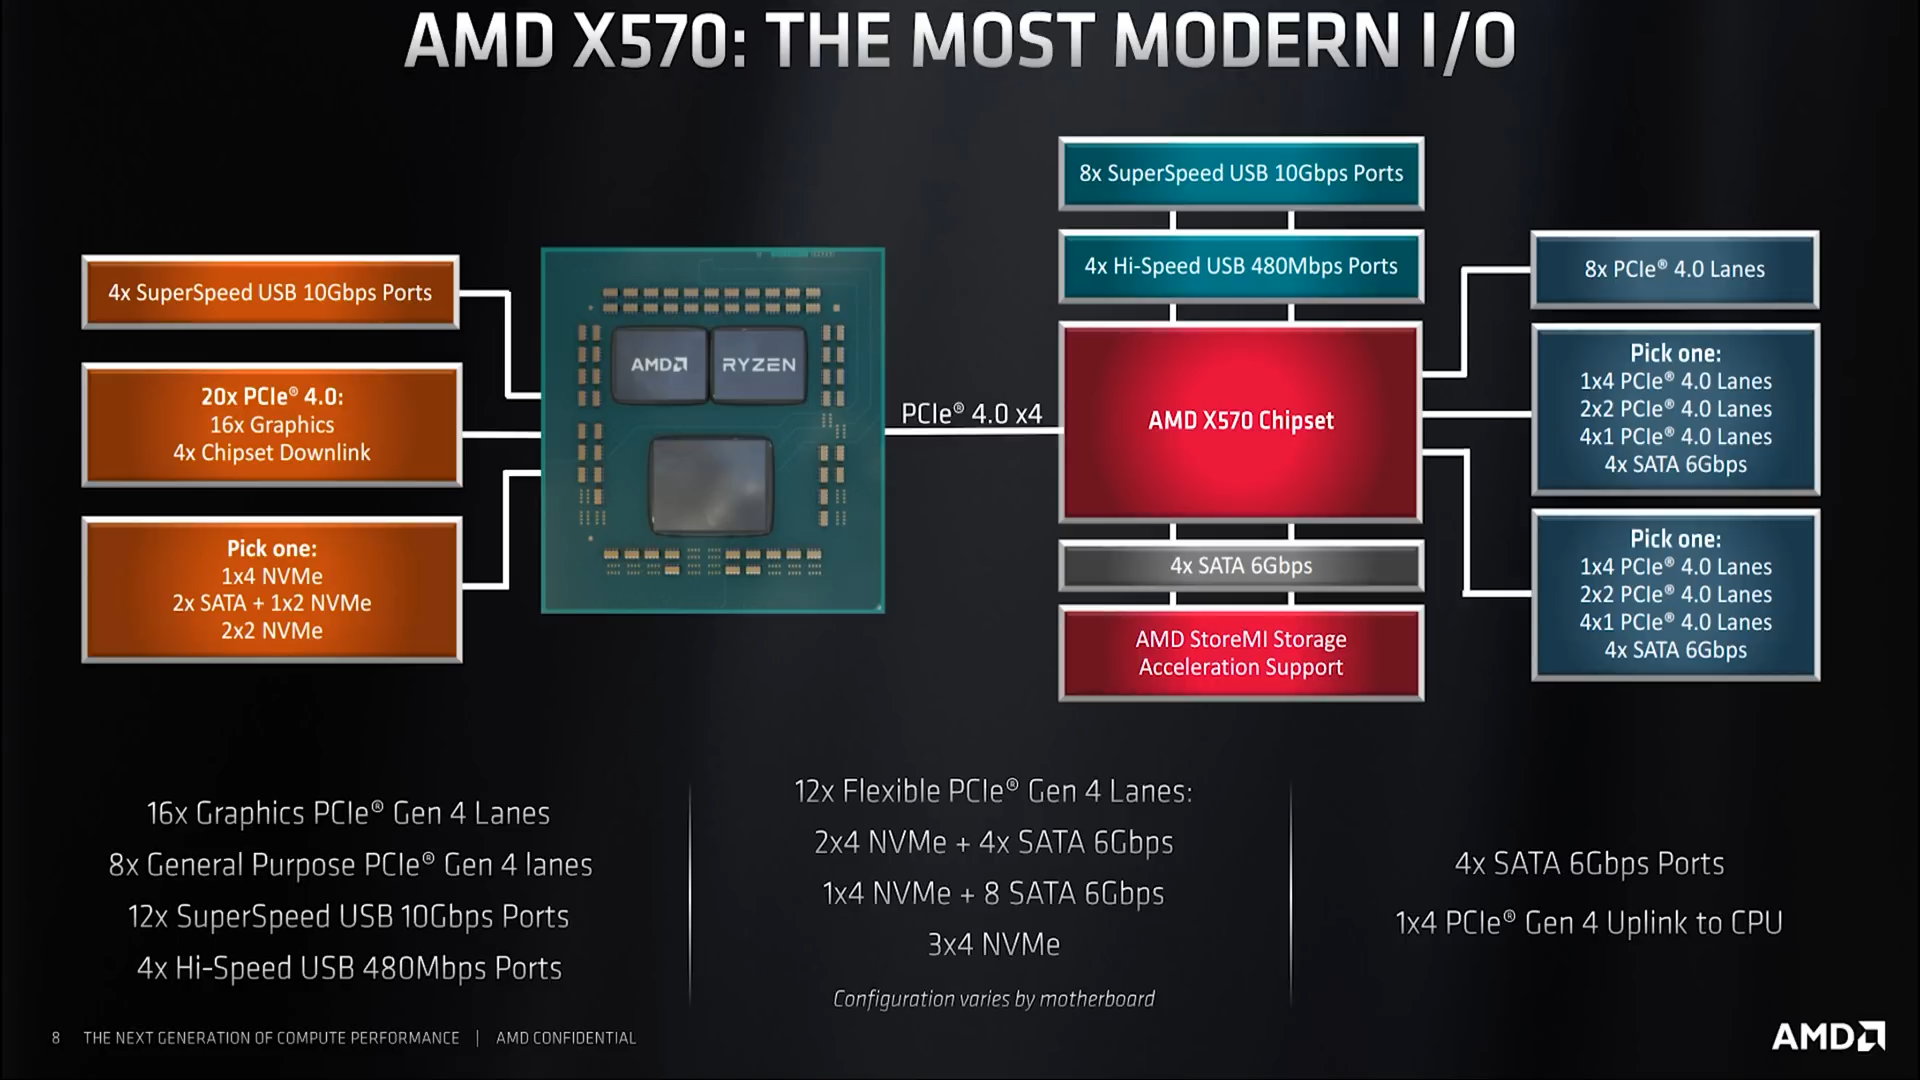 AMD X570: THE MOST MODERN I/O
4x SuperSpeed USB 10Gbps Ports
20x PCIe® 4.0:
16x Graphics
4x Chipset Downlink
Pick one:
1x4 NVMe
2x SATA + 1x2 NVMe
2x2 NVMe
AMD
RYZEN
PCIe® 4.0 x4
8x SuperSpeed USB 10Gbps Ports
4x Hi-Speed USB 480Mbps Ports
AMD X570 Chipset
4x SATA 6Gbps
AMD StoreMI Storage
Acceleration Support
8x PCIe® 4.0 Lanes
Pick one:
1x4 PCIe® 4.0 Lanes
2x2 PCIe® 4.0 Lanes
4x1 PCIe® 4.0 Lanes
4x SATA 6Gbps
Pick one:
1x4 PCIe® 4.0 Lanes
2x2 PCIe® 4.0 Lanes
4x1 PCIe® 4.0 Lanes
4x SATA 6Gbps
16x Graphics PCIe® Gen 4 Lanes
8x General Purpose PCIe® Gen 4 lanes
12x SuperSpeed USB 10Gbps Ports
4x Hi-Speed USB 480Mbps Ports
12x Flexible PCIe® Gen 4 Lanes:
2x4 NVMe + 4x SATA 6Gbps
1x4 NVMe + 8 SATA 6Gbps
3x4 NVMe
Configuration varies by motherboard
4x SATA 6Gbps Ports
1x4 PCIe® Gen 4 Uplink to CPU
8 THE NEXT GENERATION OF COMPUTE PERFORMANCE | AMD CONFIDENTIAL
AMD